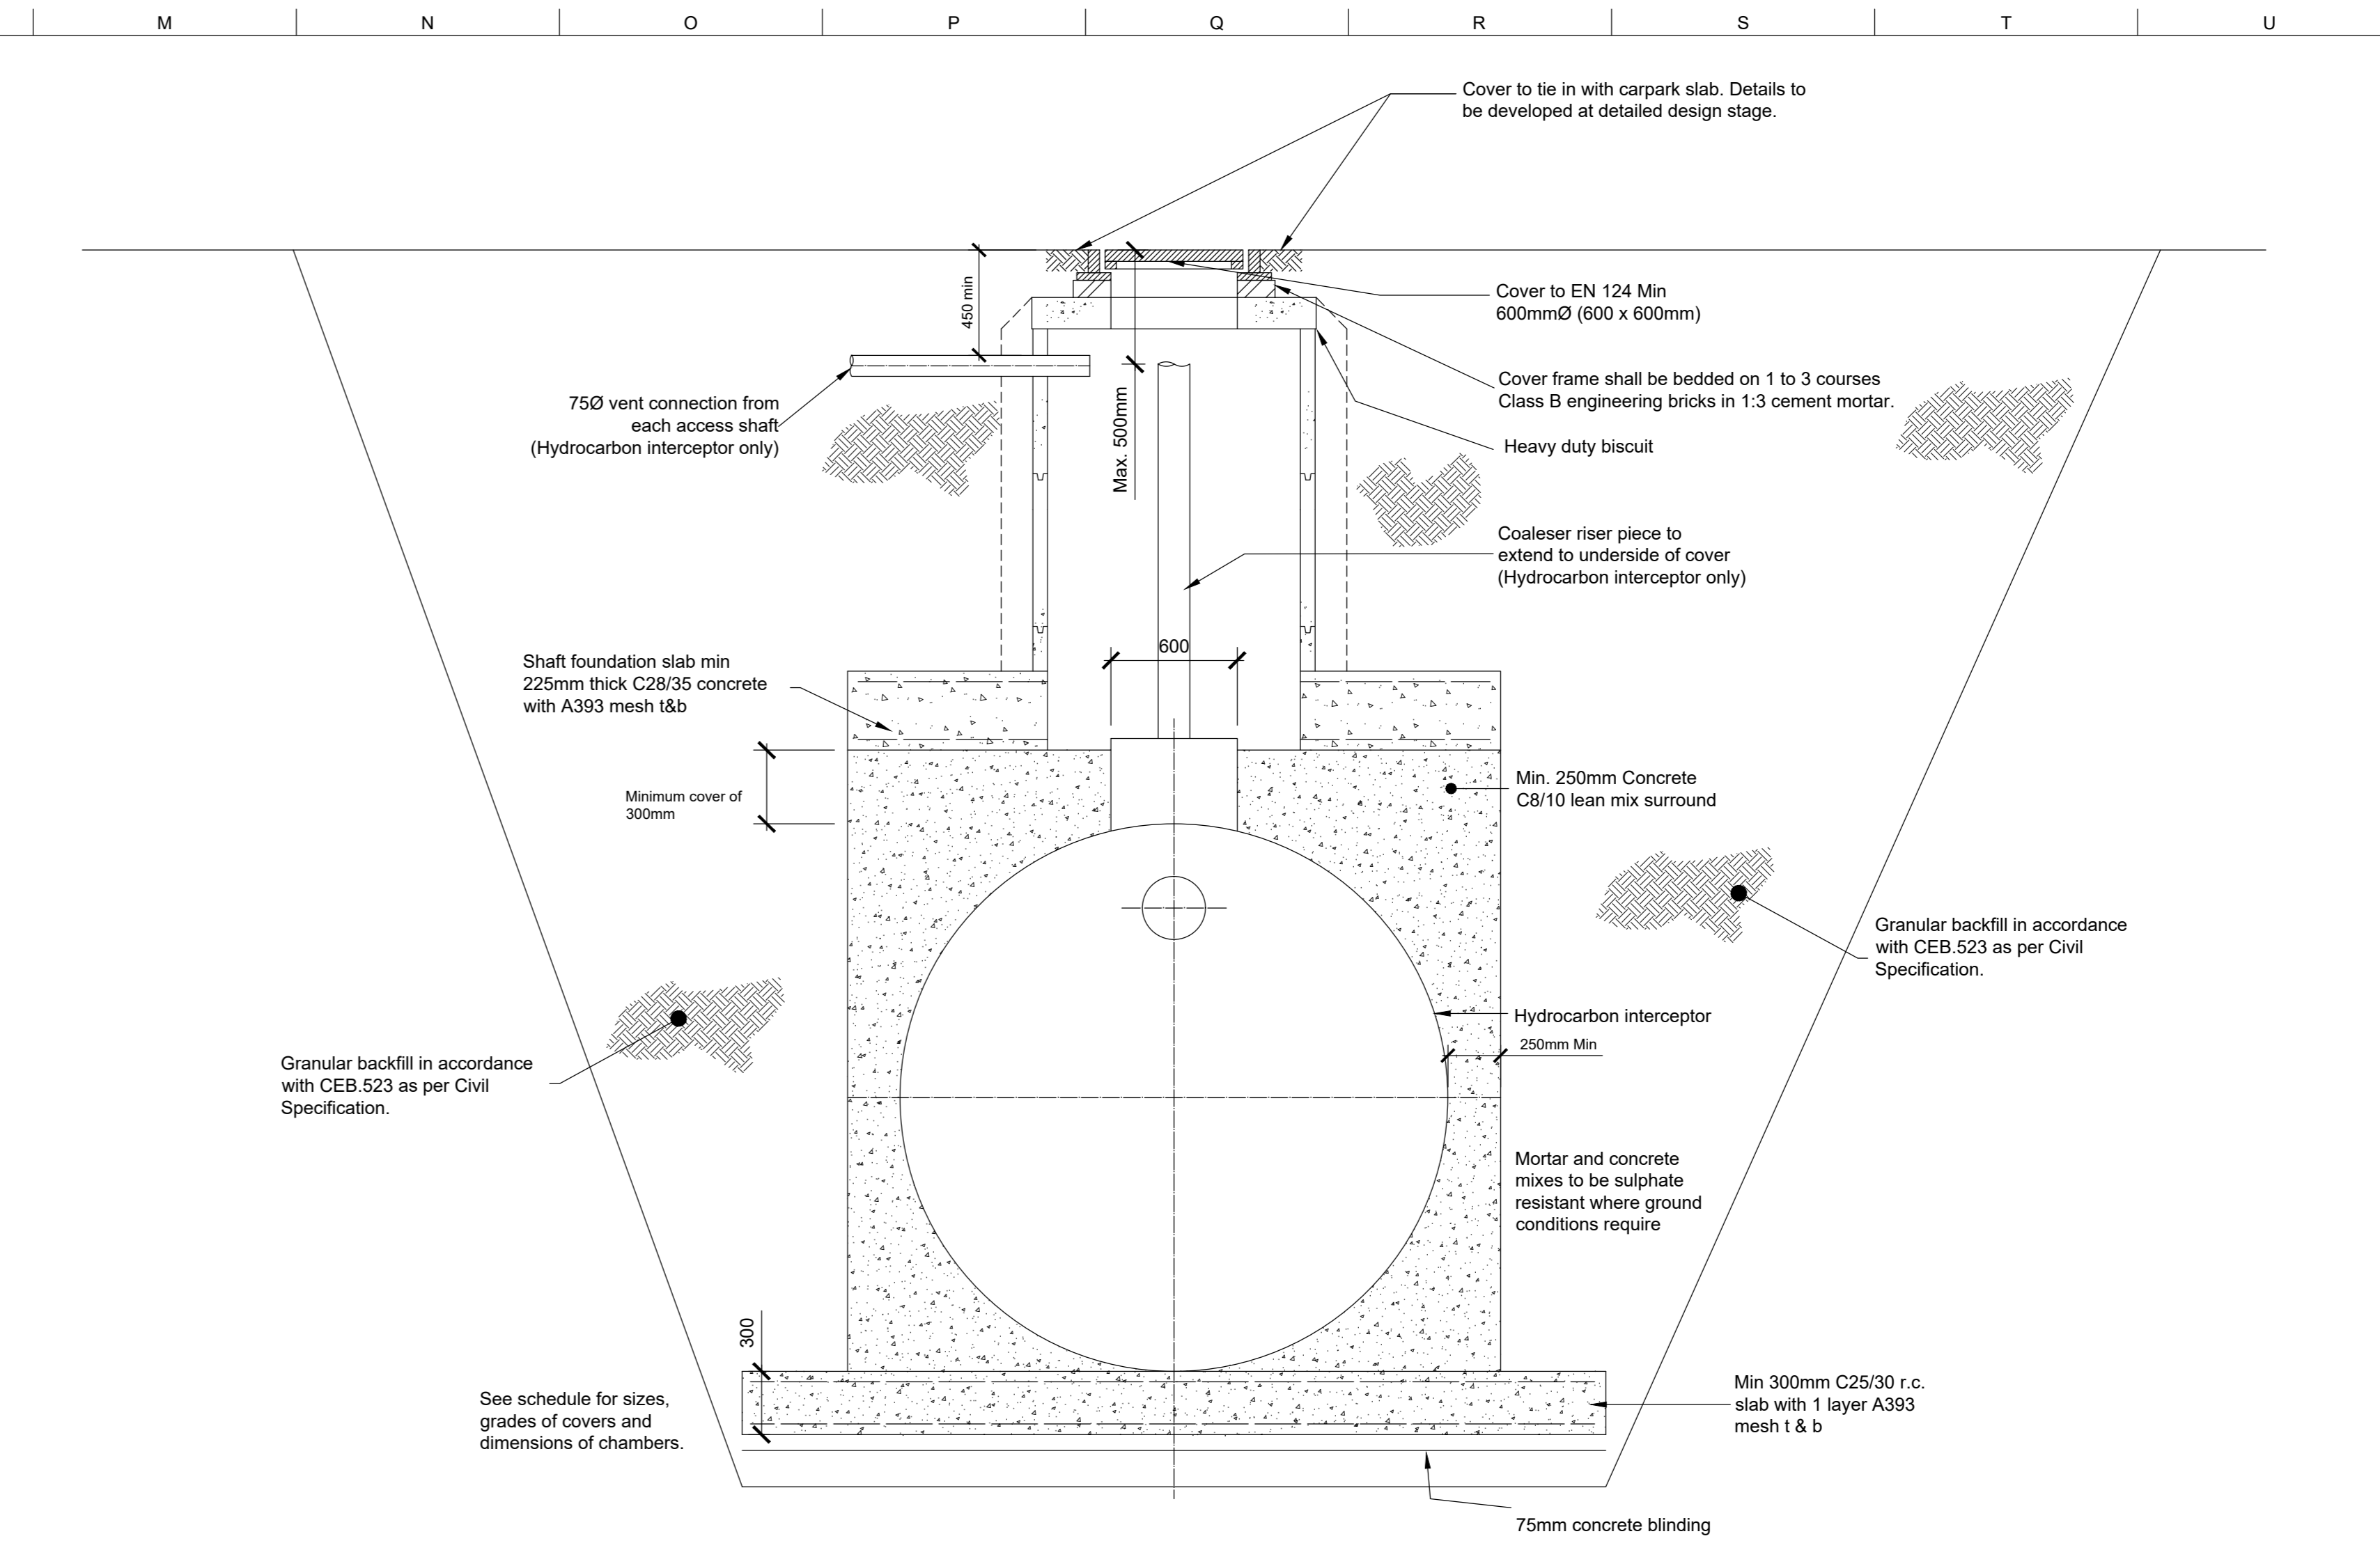 M N O P Q R S T U
Cover to tie in with carpark slab. Details to
be developed at detailed design stage.
450 min
Cover to EN 124 Min
600mmØ (600 x 600mm)
75Ø vent connection from
each access shaft
(Hydrocarbon interceptor only)
Max. 500mm
Cover frame shall be bedded on 1 to 3 courses
Class B engineering bricks in 1:3 cement mortar.
Heavy duty biscuit
Coaleser riser piece to
extend to underside of cover
(Hydrocarbon interceptor only)
600
Shaft foundation slab min
225mm thick C28/35 concrete
with A393 mesh t&b
Minimum cover of
300mm
Min. 250mm Concrete
C8/10 lean mix surround
Granular backfill in accordance
with CEB.523 as per Civil
Specification.
Hydrocarbon interceptor
250mm Min
Granular backfill in accordance
with CEB.523 as per Civil
Specification.
Mortar and concrete
mixes to be sulphate
resistant where ground
conditions require
300
See schedule for sizes,
grades of covers and
dimensions of chambers.
Min 300mm C25/30 r.c.
slab with 1 layer A393
mesh t & b
75mm concrete blinding